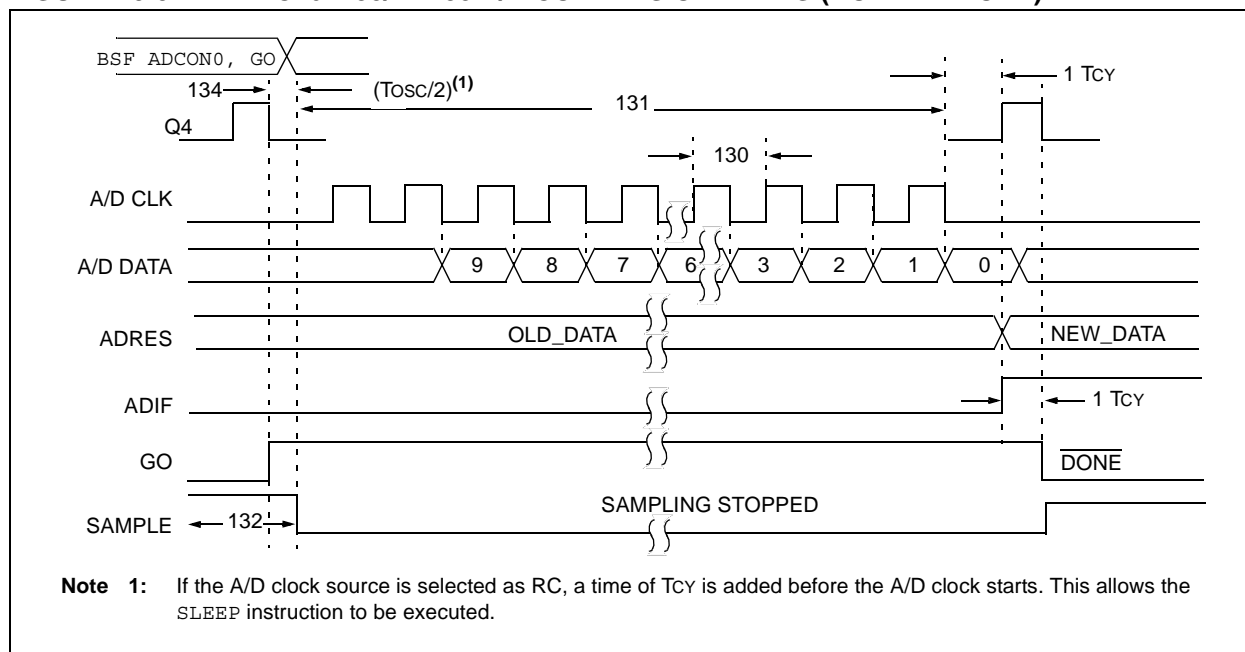 BSF ADCON0, GO
134
(TOSC/2)(1)
131
1 TCY
Q4
130
A/D CLK
A/D DATA
9
8
7
6
3
2
1
0
ADRES
OLD_DATA
NEW_DATA
ADIF
1 TCY
GO
DONE
SAMPLING STOPPED
SAMPLE
132
Note 1: If the A/D clock source is selected as RC, a time of TCY is added before the A/D clock starts. This allows the
SLEEP instruction to be executed.